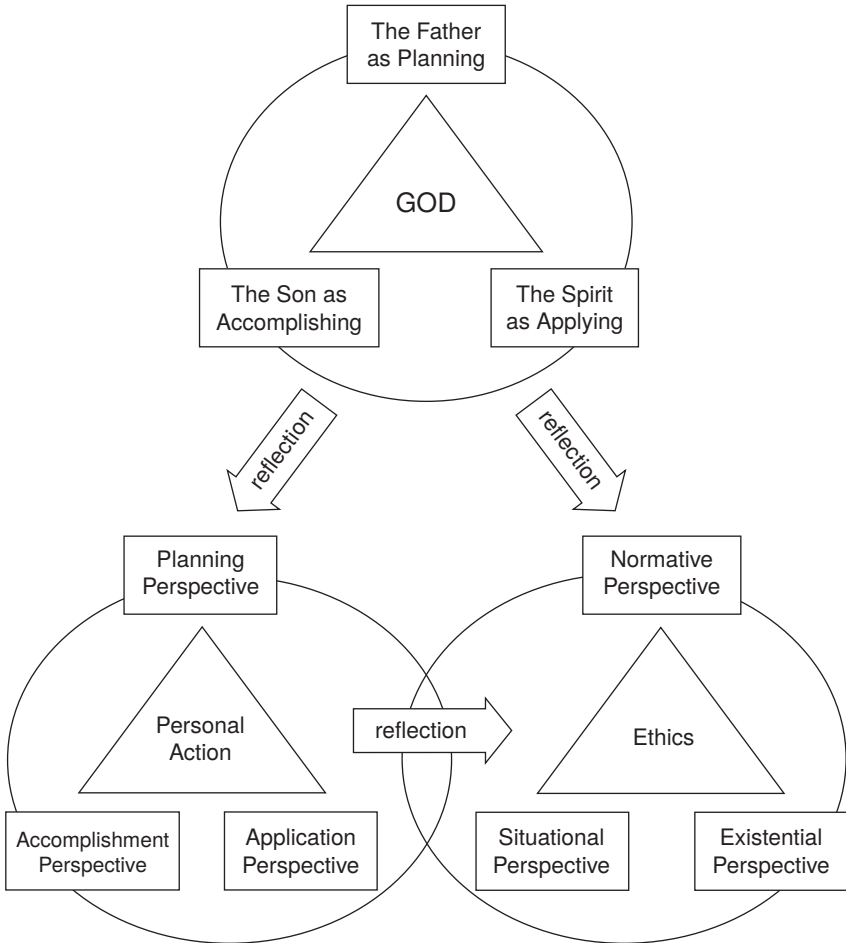 The Father
as Planning
GOD
The Son as
Accomplishing
The Spirit
as Applying
reflection
reflection
Planning
Perspective
Normative
Perspective
Personal
Action
reflection
Ethics
Accomplishment
Perspective
Application
Perspective
Situational
Perspective
Existential
Perspective